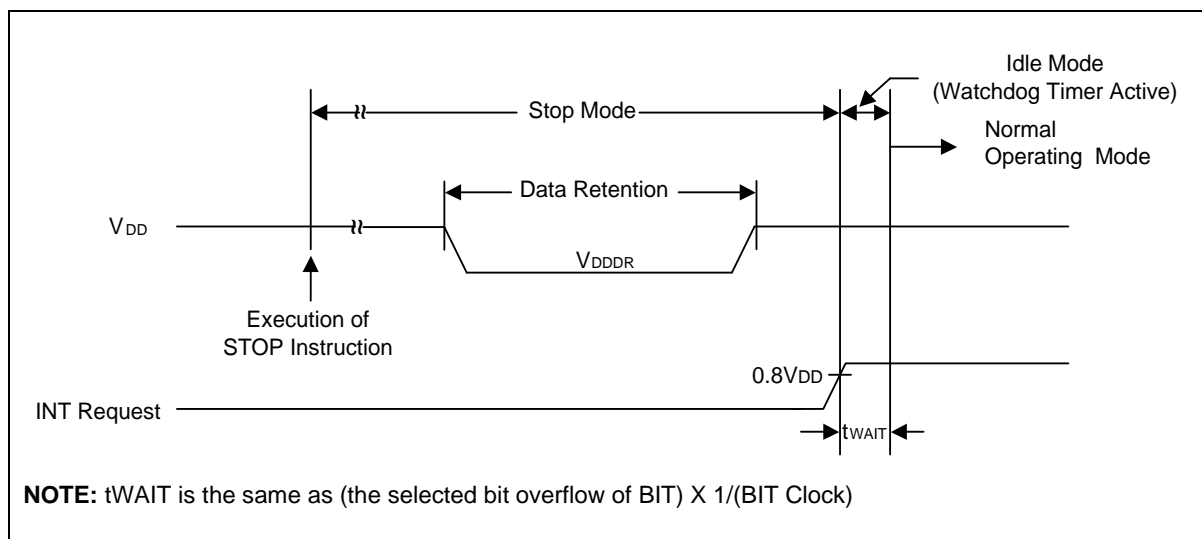 Idle Mode
(Watchdog Timer Active)
Stop Mode
Normal
Operating Mode
Data Retention
VDD
VDDDR
Execution of
STOP Instruction
0.8VDD
INT Request
tWAIT
NOTE: tWAIT is the same as (the selected bit overflow of BIT) X 1/(BIT Clock)